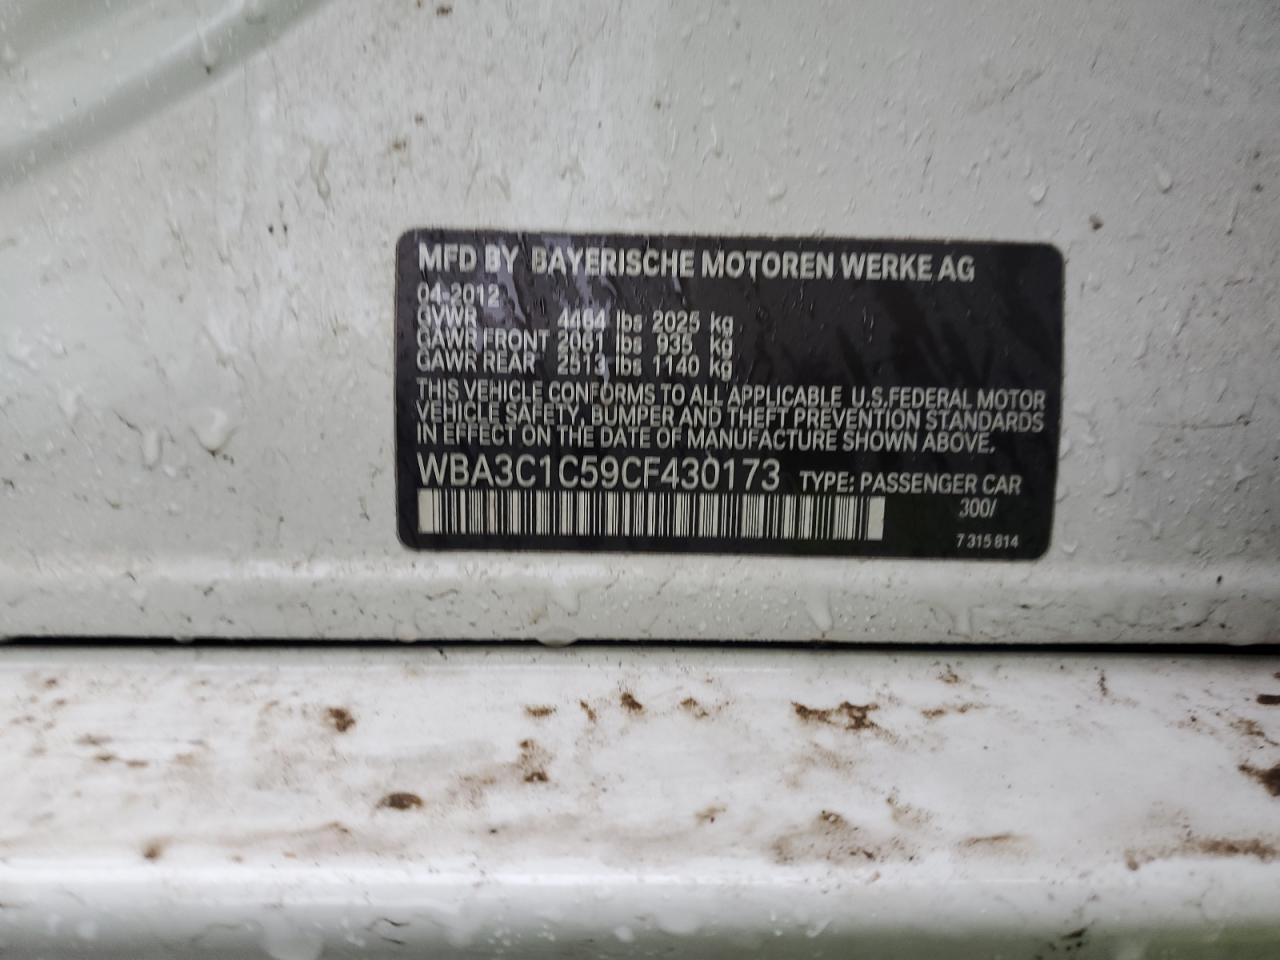 MFD BY BAYERISCHE MOTOREN WERKE AG
04-2012
GVWR 4464 lbs 2025 kg
GAWR FRONT 2061 lbs 935 kg
GAWR REAR 2513 lbs 1140 kg
THIS VEHICLE CONFORMS TO ALL APPLICABLE U.S.FEDERAL MOTOR
VEHICLE SAFETY, BUMPER AND THEFT PREVENTION STANDARDS
IN EFFECT ON THE DATE OF MANUFACTURE SHOWN ABOVE.
WBA3C1C59CF430173 TYPE: PASSENGER CAR
300/
7 315 814